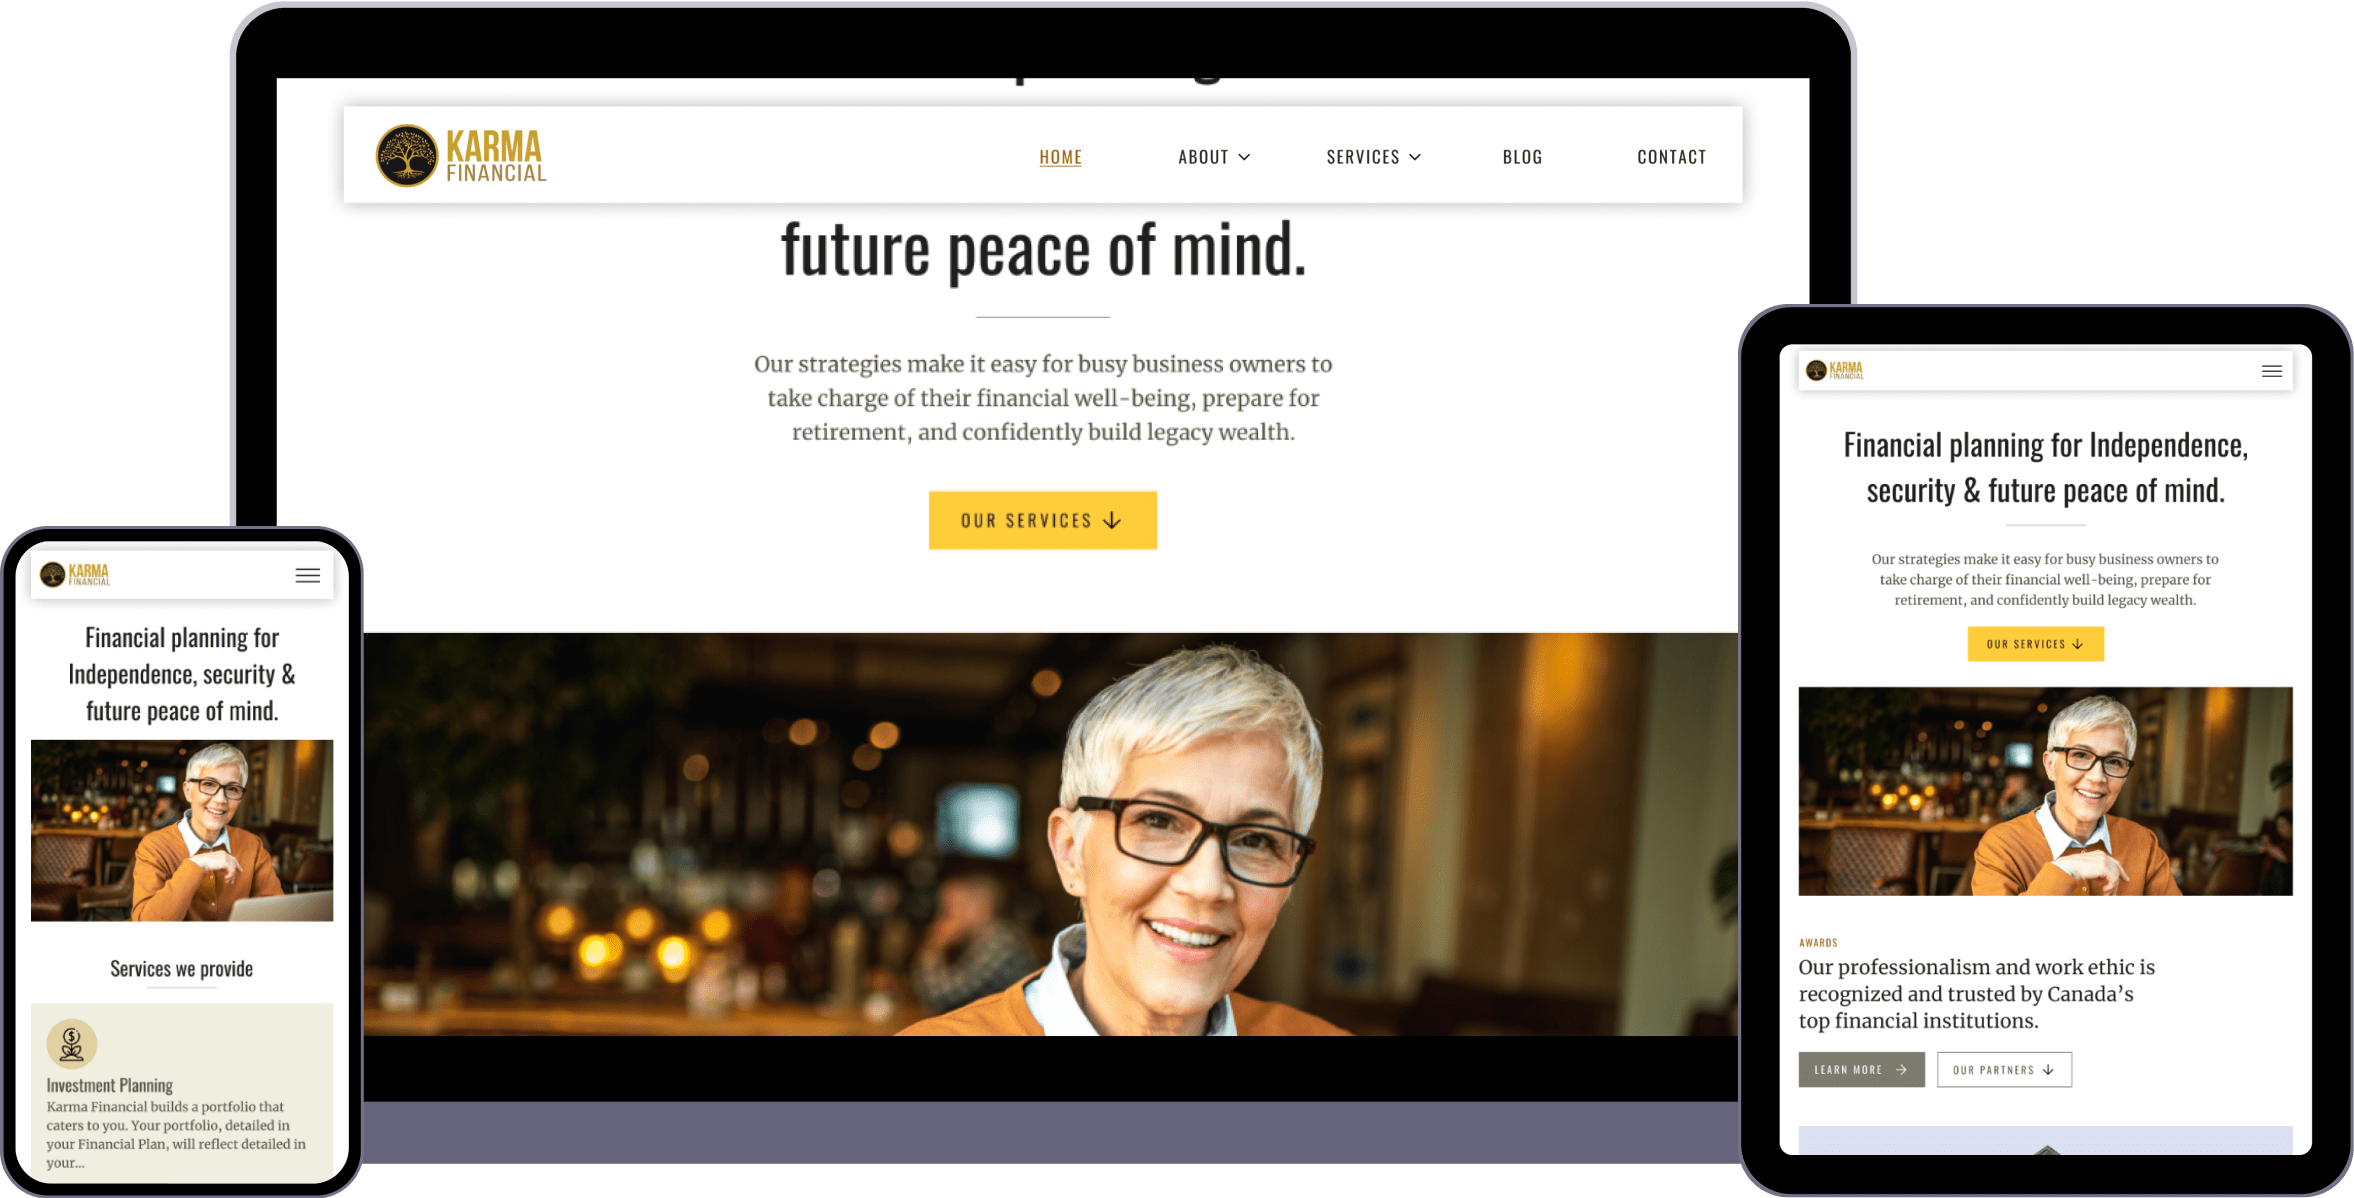 KARMA
FINANCIAL
HOME
ABOUT
SERVICES
BLOG
CONTACT
future peace of mind.
Our strategies make it easy for busy business owners to
take charge of their financial well-being, prepare for
retirement, and confidently build legacy wealth.
OUR SERVICES
KARMA
FINANCIAL
Financial planning for
Independence, security &
future peace of mind.
Services we provide
Investment Planning
Karma Financial builds a portfolio that
caters to you. Your portfolio, detailed in
your Financial Plan, will reflect detailed in
your...
KARMA
FINANCIAL
Financial planning for Independence,
security & future peace of mind.
Our strategies make it easy for busy business owners to
take charge of their financial well-being, prepare for
retirement, and confidently build legacy wealth.
OUR SERVICES
AWARDS
Our professionalism and work ethic is
recognized and trusted by Canada’s
top financial institutions.
LEARN MORE
OUR PARTNERS